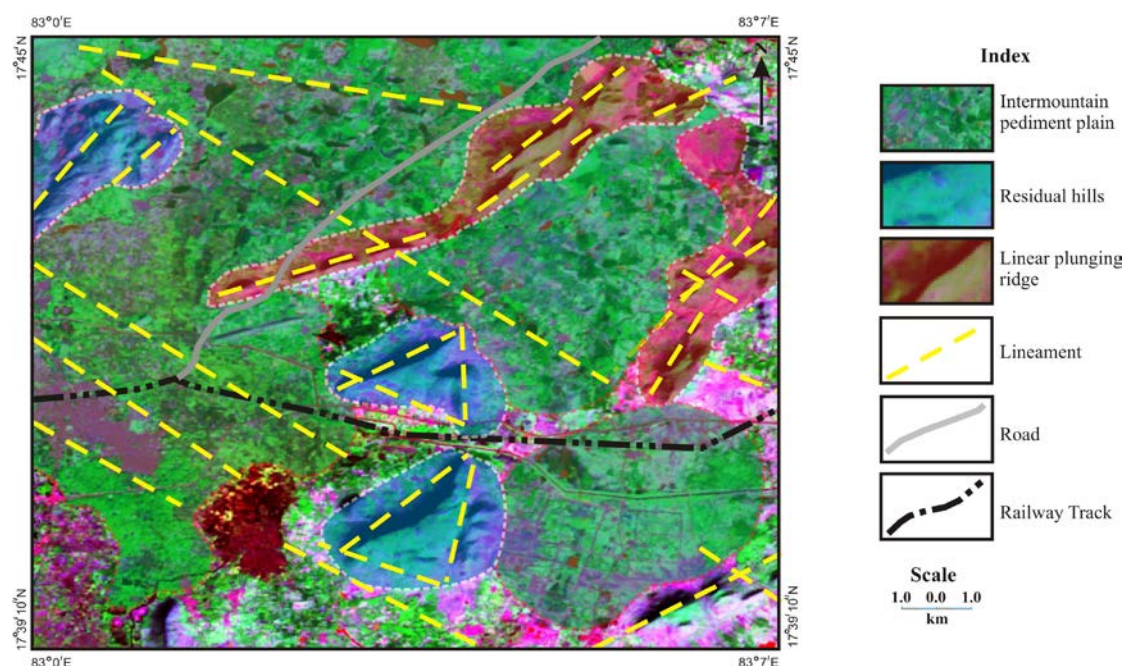 83°0'E
83°7'E
17°45'N
17°45'N
N
17°39'10"N
17°39'10"N
83°0'E
83°7'E
Index
Intermountain
pediment plain
Residual hills
Linear plunging
ridge
Lineament
Road
Railway Track
Scale
1.0 0.0 1.0
km